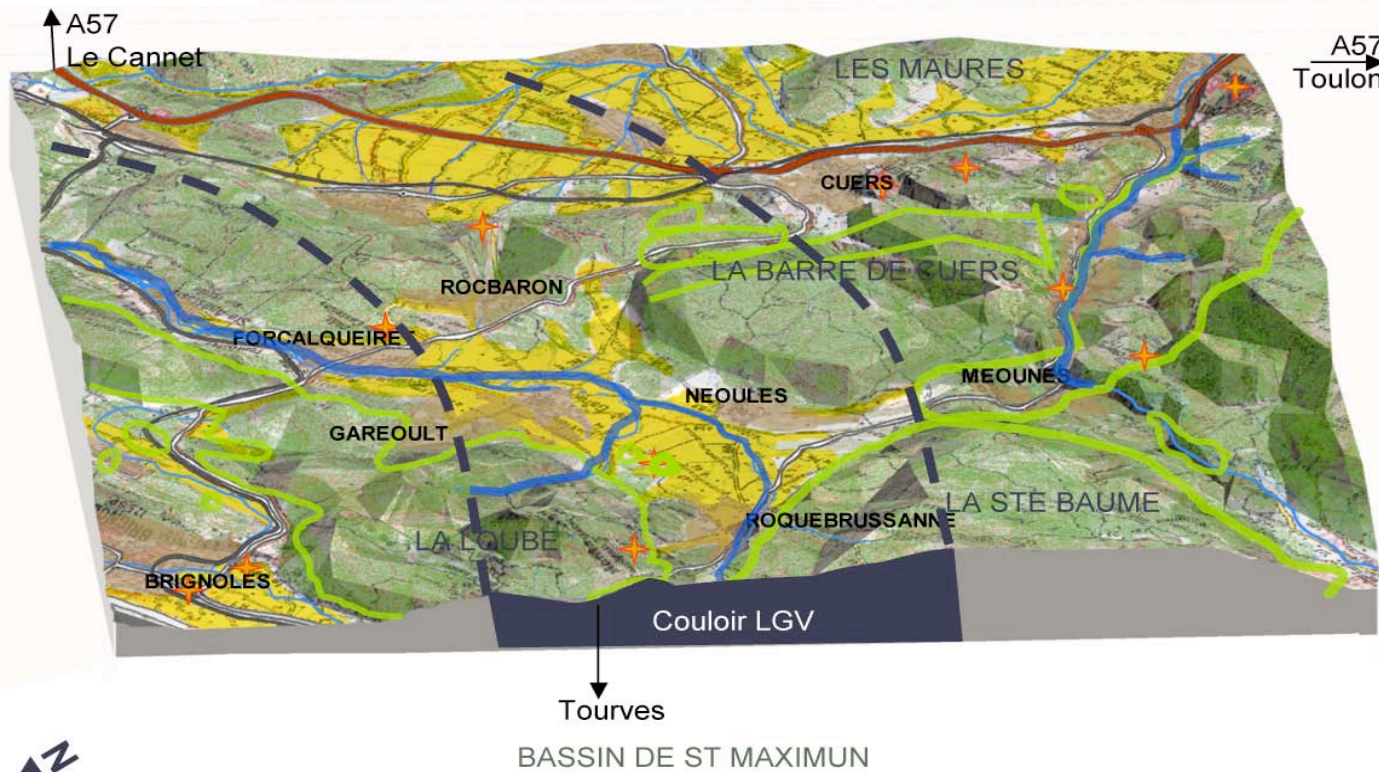 A57
Le Cannet
A57
Toulon
LES MAURES
CUERS
LA BARRE DE CUERS
ROCBARON
FORCALQUEIRET
MEOUNES
NEOULES
GAREOULT
LA STE BAUME
ROQUEBRUSSANNE
LA LOUBE
BRIGNOLES
Couloir LGV
Tourves
N
BASSIN DE ST MAXIMUN